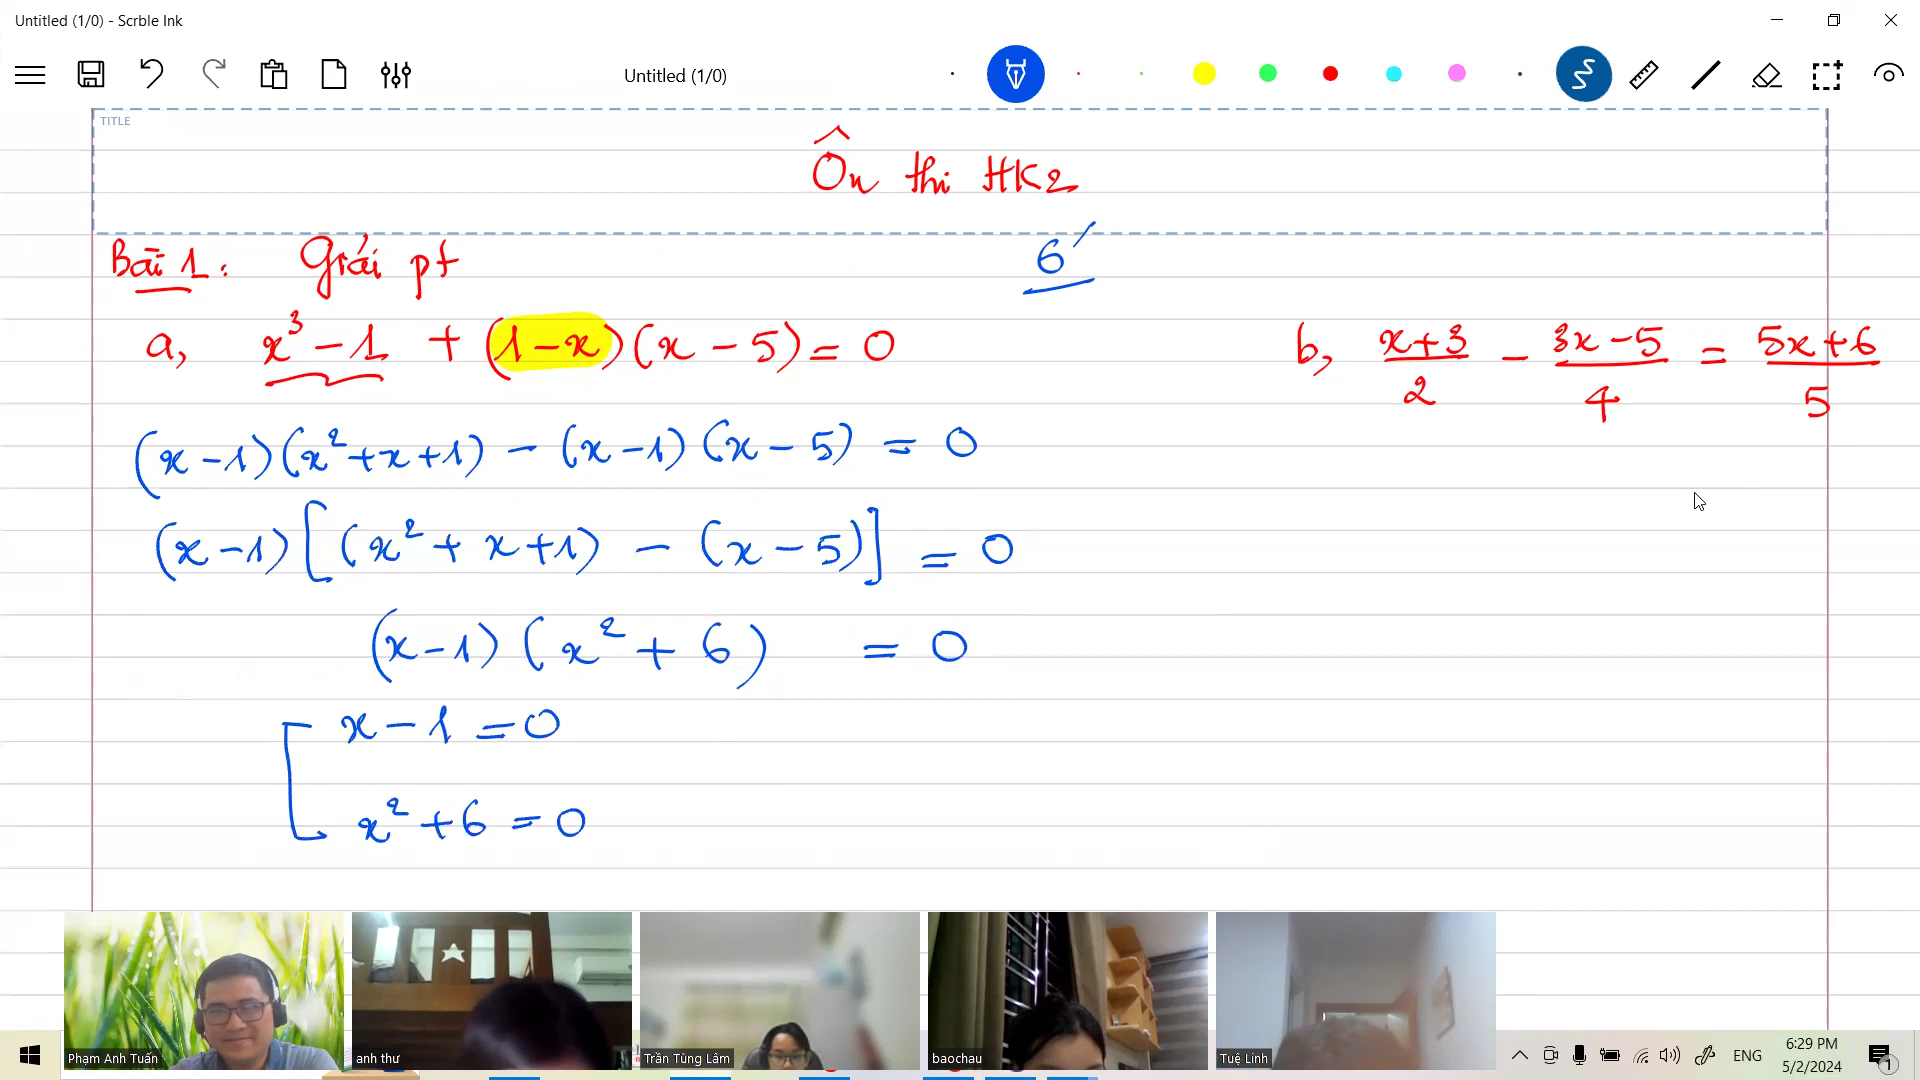 Untitled (1/0) - Scrble Ink
Untitled (1/0)
TITLE
Ôn thi HK2
Bài 1: Giải pt
6'
a, x³ - 1 + (1 - x)(x - 5) = 0
b, (x+3)/2 - (3x-5)/4 = (5x+6)/5
(x - 1)(x² + x + 1) - (x - 1)(x - 5) = 0
(x - 1)[(x² + x + 1) - (x - 5)] = 0
(x - 1)(x² + 6) = 0
[ x - 1 = 0
x² + 6 = 0
Phạm Anh Tuấn
anh thư
Trần Tùng Lâm
baochau
Tuệ Linh
ENG
6:29 PM
5/2/2024
1